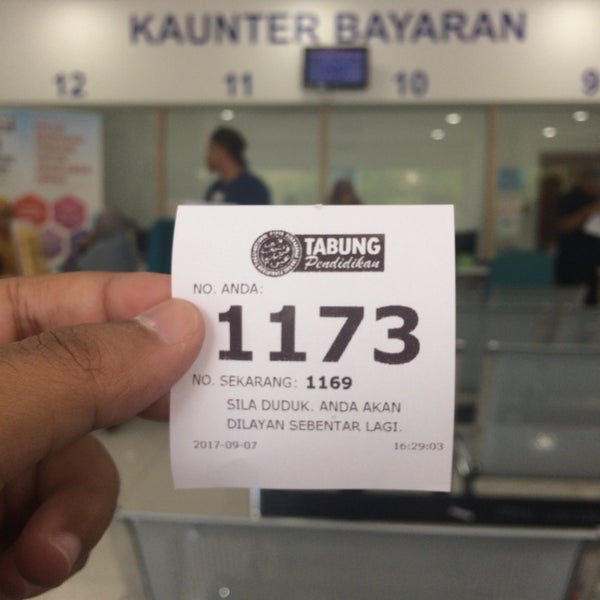 KAUNTER BAYARAN
12 11 10 9
TABUNG
Pendidikan
NO. ANDA:
1173
NO. SEKARANG: 1169
SILA DUDUK. ANDA AKAN
DILAYAN SEBENTAR LAGI.
2017-09-07 16:29:03